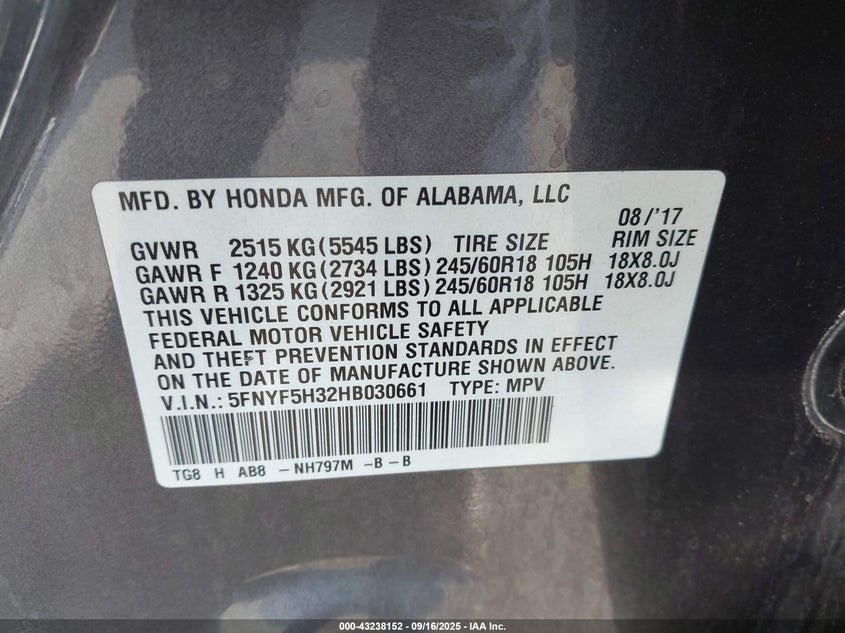 MFD. BY HONDA MFG. OF ALABAMA, LLC
08/'17
GVWR 2515 KG(5545 LBS) TIRE SIZE RIM SIZE
GAWR F 1240 KG(2734 LBS) 245/60R18 105H 18X8.0J
GAWR R 1325 KG(2921 LBS) 245/60R18 105H 18X8.0J
THIS VEHICLE CONFORMS TO ALL APPLICABLE
FEDERAL MOTOR VEHICLE SAFETY
AND THEFT PREVENTION STANDARDS IN EFFECT
ON THE DATE OF MANUFACTURE SHOWN ABOVE.
V.I.N.: 5FNYF5H32HB030661 TYPE: MPV
TG8 H AB8 - NH797M - B - B
000-43238152 - 09/16/2025 - IAA Inc.